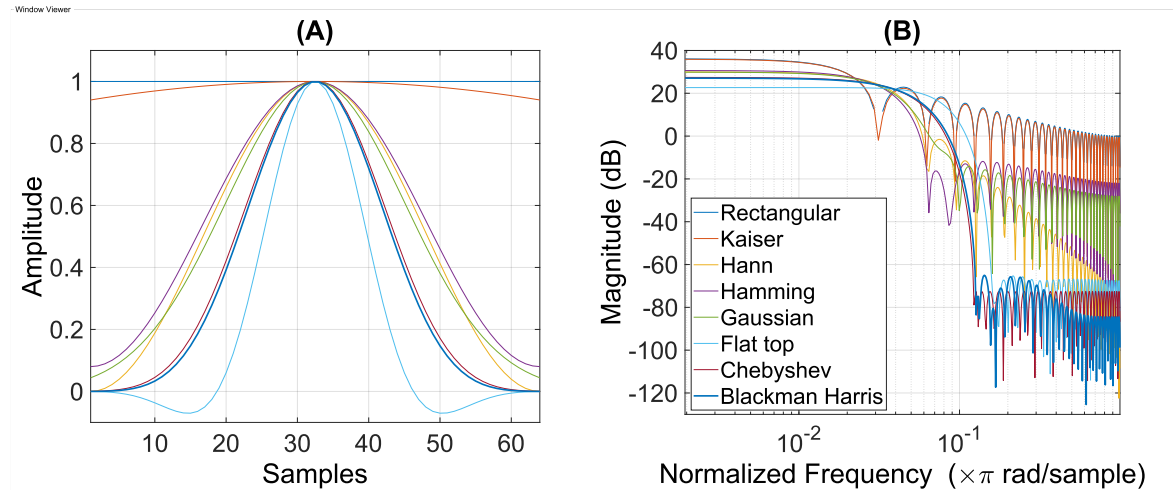 Window Viewer
(A)
1
0.8
0.6
0.4
0.2
0
Amplitude
10 20 30 40 50 60
Samples
(B)
40
20
0
-20
-40
-60
-80
-100
-120
Magnitude (dB)
Rectangular
Kaiser
Hann
Hamming
Gaussian
Flat top
Chebyshev
Blackman Harris
10-2 10-1
Normalized Frequency (×π rad/sample)